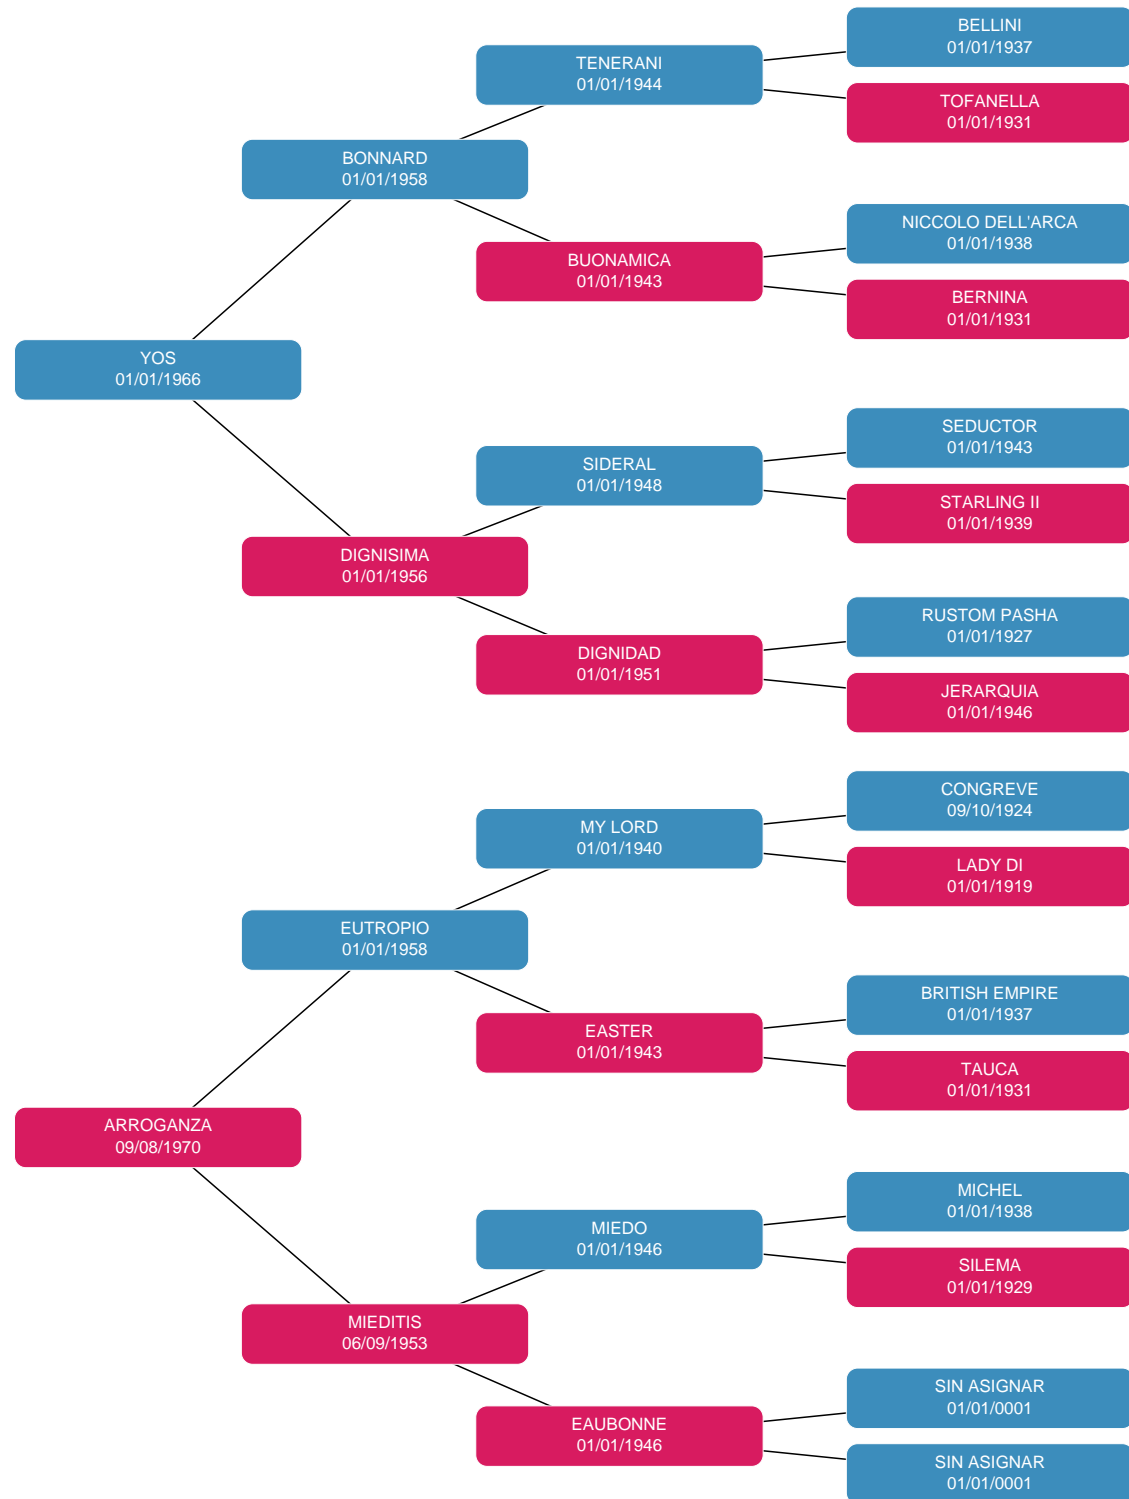 BELLINI
01/01/1937
TENERANI
01/01/1944
TOFANELLA
01/01/1931
BONNARD
01/01/1958
NICCOLO DELL'ARCA
01/01/1938
BUONAMICA
01/01/1943
BERNINA
01/01/1931
YOS
01/01/1966
SEDUCTOR
01/01/1943
SIDERAL
01/01/1948
STARLING II
01/01/1939
DIGNISIMA
01/01/1956
RUSTOM PASHA
01/01/1927
DIGNIDAD
01/01/1951
JERARQUIA
01/01/1946
CONGREVE
09/10/1924
MY LORD
01/01/1940
LADY DI
01/01/1919
EUTROPIO
01/01/1958
BRITISH EMPIRE
01/01/1937
EASTER
01/01/1943
TAUCA
01/01/1931
ARROGANZA
09/08/1970
MICHEL
01/01/1938
MIEDO
01/01/1946
SILEMA
01/01/1929
MIEDITIS
06/09/1953
SIN ASIGNAR
01/01/0001
EAUBONNE
01/01/1946
SIN ASIGNAR
01/01/0001